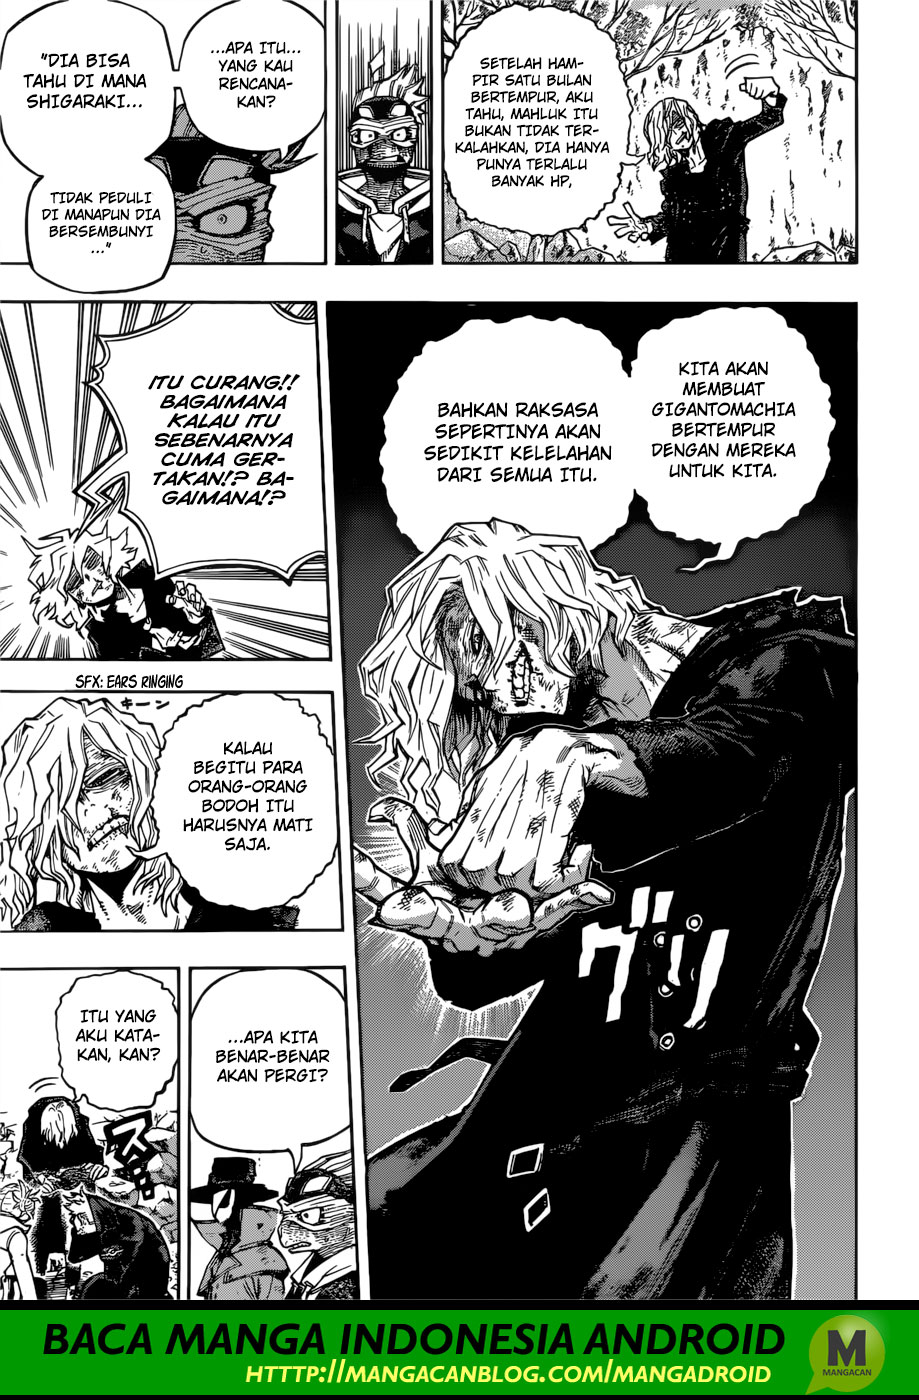 SETELAH HAM-
PIR SATU BULAN
BERTEMPUR, AKU
TAHU, MAHLUK ITU
BUKAN TIDAK TER-
KALAHKAN, DIA HANYA
PUNYA TERLALU
BANYAK HP,
...APA ITU...
YANG KAU
RENCANA-
KAN?
"DIA BISA
TAHU DI MANA
SHIGARAKI...
TIDAK PEDULI
DI MANAPUN DIA
BERSEMBUNYI
..."
KITA AKAN
MEMBUAT
GIGANTOMACHIA
BERTEMPUR
DENGAN MEREKA
UNTUK KITA.
BAHKAN RAKSASA
SEPERTINYA AKAN
SEDIKIT KELELAHAN
DARI SEMUA ITU.
グリ
ITU CURANG!!
BAGAIMANA
KALAU ITU
SEBENARNYA
CUMA GER-
TAKAN!? BA-
GAIMANA!?
SFX: EARS RINGING
キーン
KALAU
BEGITU PARA
ORANG-ORANG
BODOH ITU
HARUSNYA MATI
SAJA.
...APA KITA
BENAR-BENAR
AKAN PERGI?
ITU YANG
AKU KATA-
KAN, KAN?
ス...
BACA MANGA INDONESIA ANDROID
HTTTP://MANGACANBLOG.COM/MANGADROID
M
MANGACAN